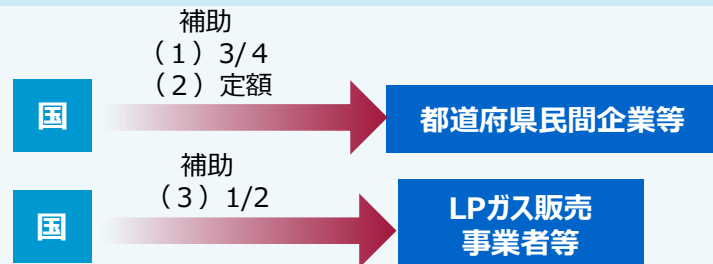 補助
（１）3/４
（２）定額
国
都道府県民間企業等
補助
（３）1/2
国
LPガス販売
事業者等